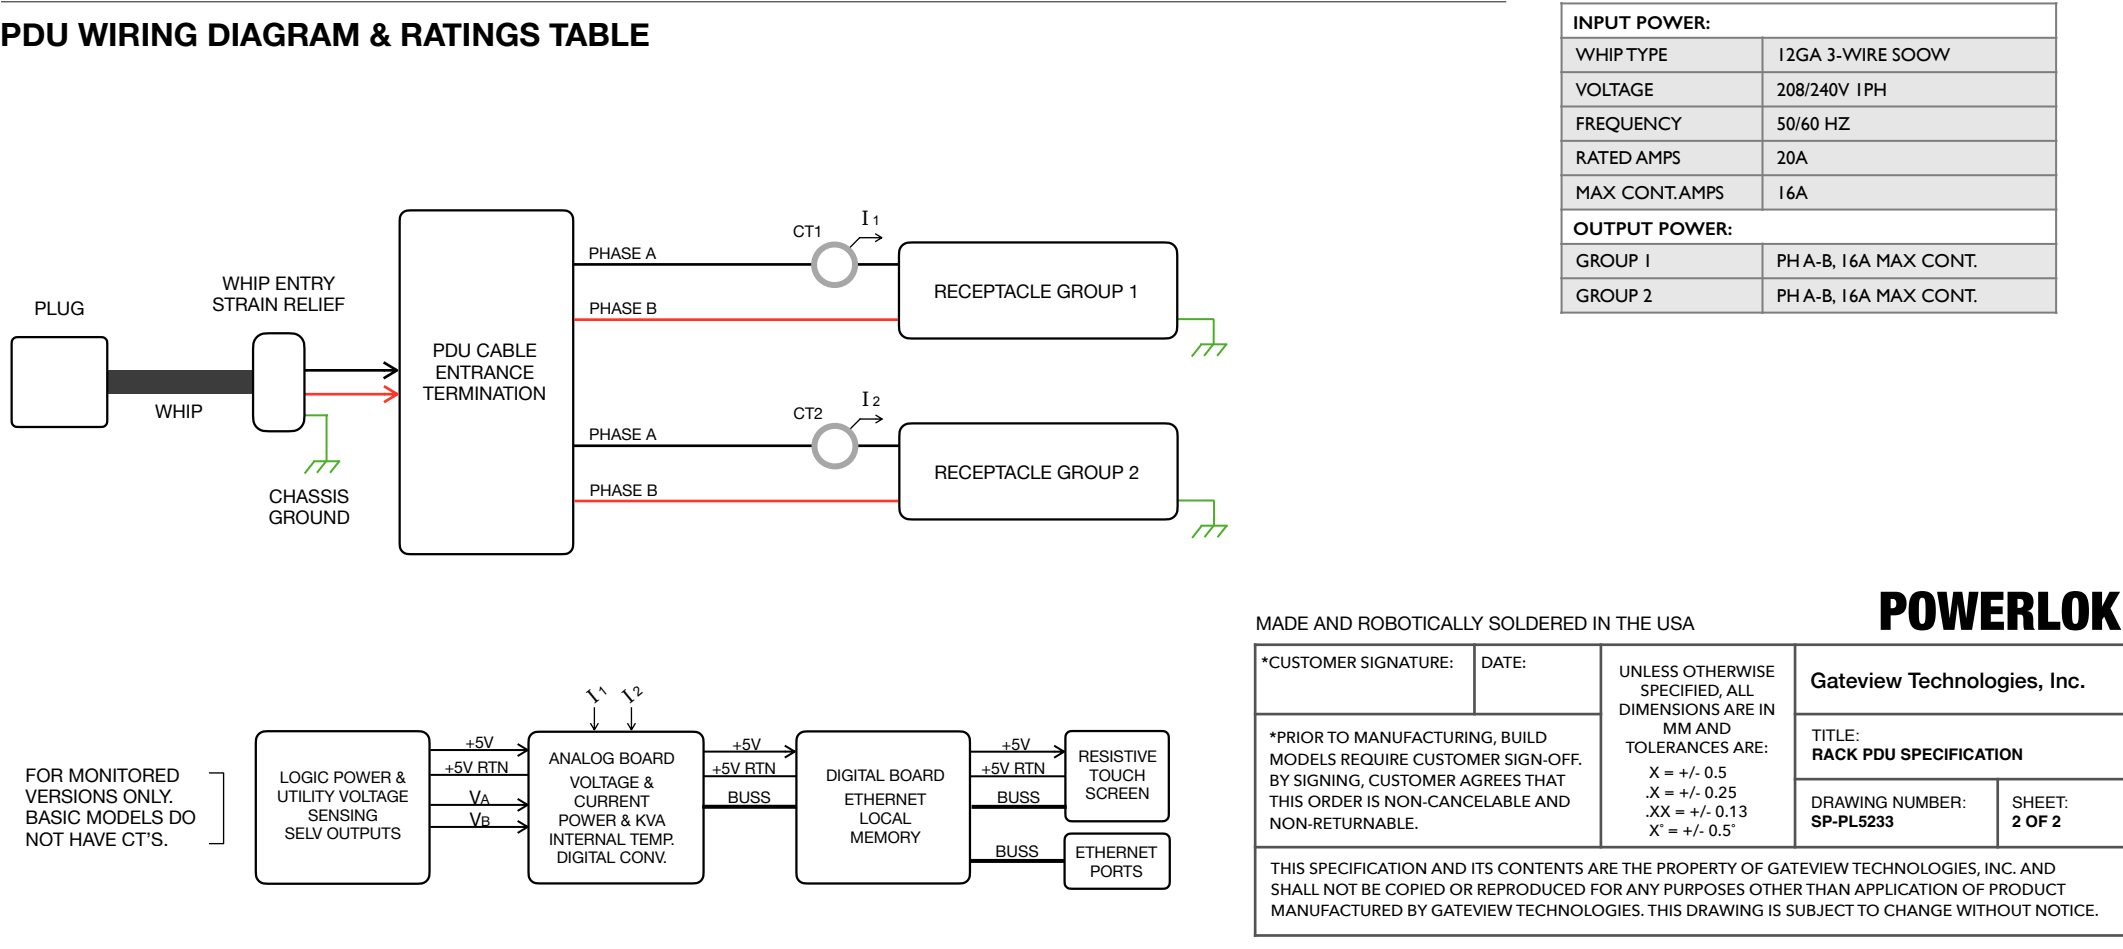 PDU WIRING DIAGRAM & RATINGS TABLE
INPUT POWER:
WHIP TYPE 12GA 3-WIRE SOOW
VOLTAGE 208/240V 1PH
FREQUENCY 50/60 HZ
RATED AMPS 20A
MAX CONT. AMPS 16A
OUTPUT POWER:
GROUP 1 PH A-B, 16A MAX CONT.
GROUP 2 PH A-B, 16A MAX CONT.
PLUG
WHIP
WHIP ENTRY
STRAIN RELIEF
CHASSIS
GROUND
PDU CABLE
ENTRANCE
TERMINATION
PHASE A
CT1
I 1
PHASE B
RECEPTACLE GROUP 1
PHASE A
CT2
I 2
PHASE B
RECEPTACLE GROUP 2
FOR MONITORED
VERSIONS ONLY.
BASIC MODELS DO
NOT HAVE CT'S.
LOGIC POWER &
UTILITY VOLTAGE
SENSING
SELV OUTPUTS
+5V
+5V RTN
VA
VB
I 1
I 2
ANALOG BOARD
VOLTAGE &
CURRENT
POWER & KVA
INTERNAL TEMP.
DIGITAL CONV.
+5V
+5V RTN
BUSS
DIGITAL BOARD
ETHERNET
LOCAL
MEMORY
+5V
+5V RTN
BUSS
BUSS
RESISTIVE
TOUCH
SCREEN
ETHERNET
PORTS
MADE AND ROBOTICALLY SOLDERED IN THE USA
POWERLOK
*CUSTOMER SIGNATURE:
DATE:
*PRIOR TO MANUFACTURING, BUILD
MODELS REQUIRE CUSTOMER SIGN-OFF.
BY SIGNING, CUSTOMER AGREES THAT
THIS ORDER IS NON-CANCELABLE AND
NON-RETURNABLE.
UNLESS OTHERWISE
SPECIFIED, ALL
DIMENSIONS ARE IN
MM AND
TOLERANCES ARE:
X = +/- 0.5
.X = +/- 0.25
.XX = +/- 0.13
X° = +/- 0.5°
Gateview Technologies, Inc.
TITLE:
RACK PDU SPECIFICATION
DRAWING NUMBER:
SP-PL5233
SHEET:
2 OF 2
THIS SPECIFICATION AND ITS CONTENTS ARE THE PROPERTY OF GATEVIEW TECHNOLOGIES, INC. AND
SHALL NOT BE COPIED OR REPRODUCED FOR ANY PURPOSES OTHER THAN APPLICATION OF PRODUCT
MANUFACTURED BY GATEVIEW TECHNOLOGIES. THIS DRAWING IS SUBJECT TO CHANGE WITHOUT NOTICE.